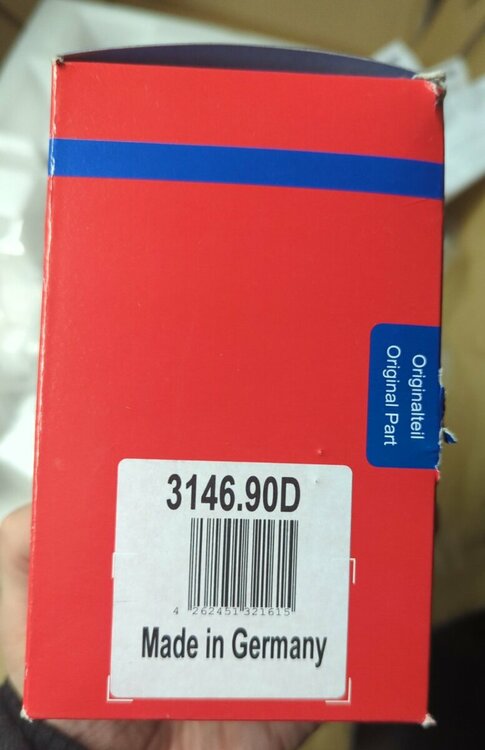 Originalteil
Original Part
3146.90D
4 262451 321615
Made in Germany